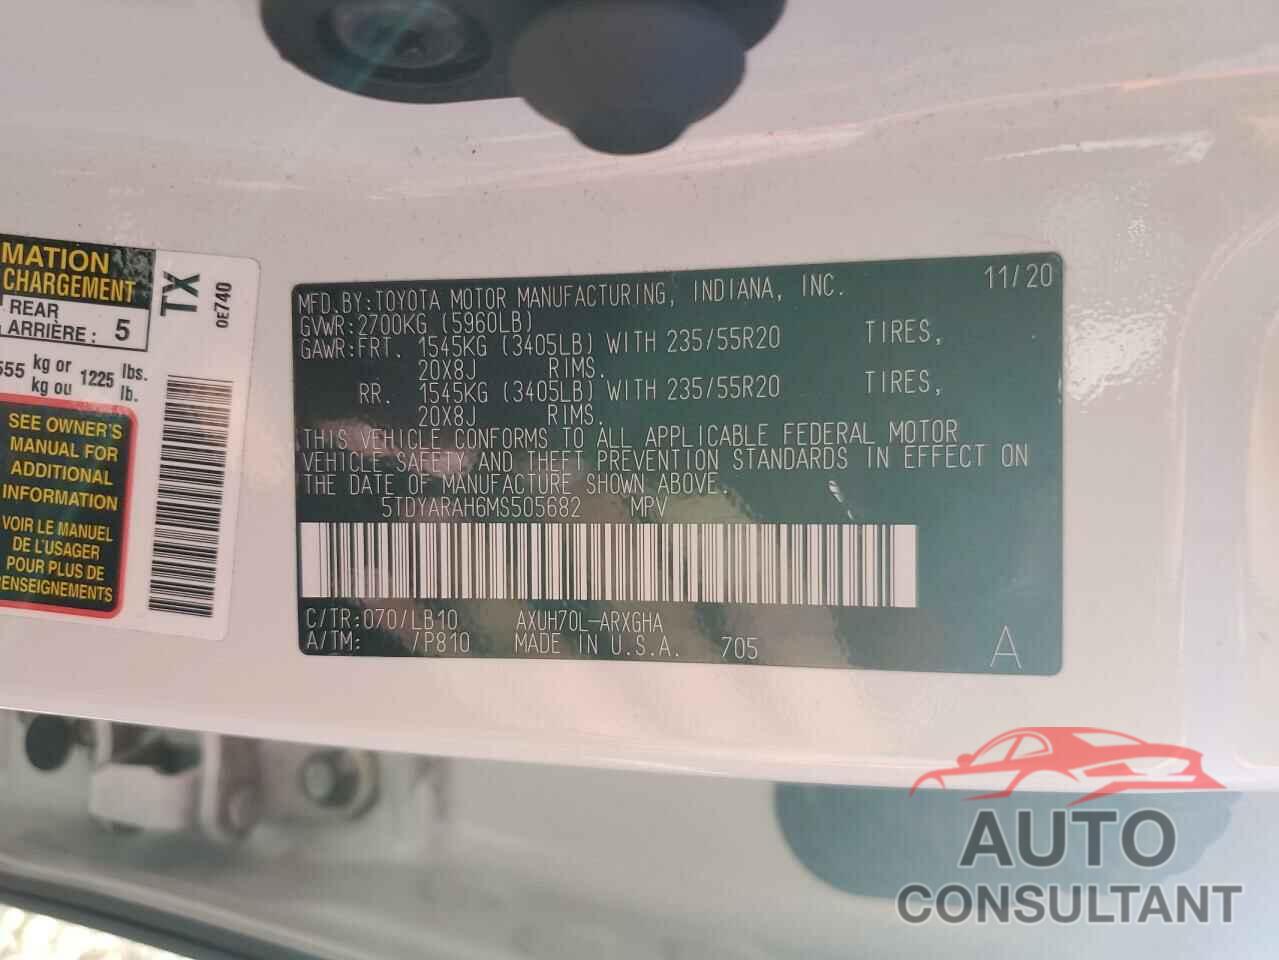 MATION
CHARGEMENT
REAR
ARRIÈRE : 5
kg or 1225 lbs.
kg ou lb.
SEE OWNER'S
MANUAL FOR
ADDITIONAL
INFORMATION
VOIR LE MANUEL
DE L'USAGER
POUR PLUS DE
RENSEIGNEMENTS
TX
0E740
MFD.BY:TOYOTA MOTOR MANUFACTURING, INDIANA, INC. 11/20
GVWR:2700KG (5960LB)
GAWR:FRT. 1545KG (3405LB) WITH 235/55R20 TIRES,
20X8J RIMS.
RR. 1545KG (3405LB) WITH 235/55R20 TIRES,
20X8J RIMS.
THIS VEHICLE CONFORMS TO ALL APPLICABLE FEDERAL MOTOR
VEHICLE SAFETY AND THEFT PREVENTION STANDARDS IN EFFECT ON
THE DATE OF MANUFACTURE SHOWN ABOVE.
5TDYARAH6MS505682 MPV
C/TR:070/LB10 AXUH70L-ARXGHA
A/TM: /P810 MADE IN U.S.A. 705 A
AUTO
CONSULTANT